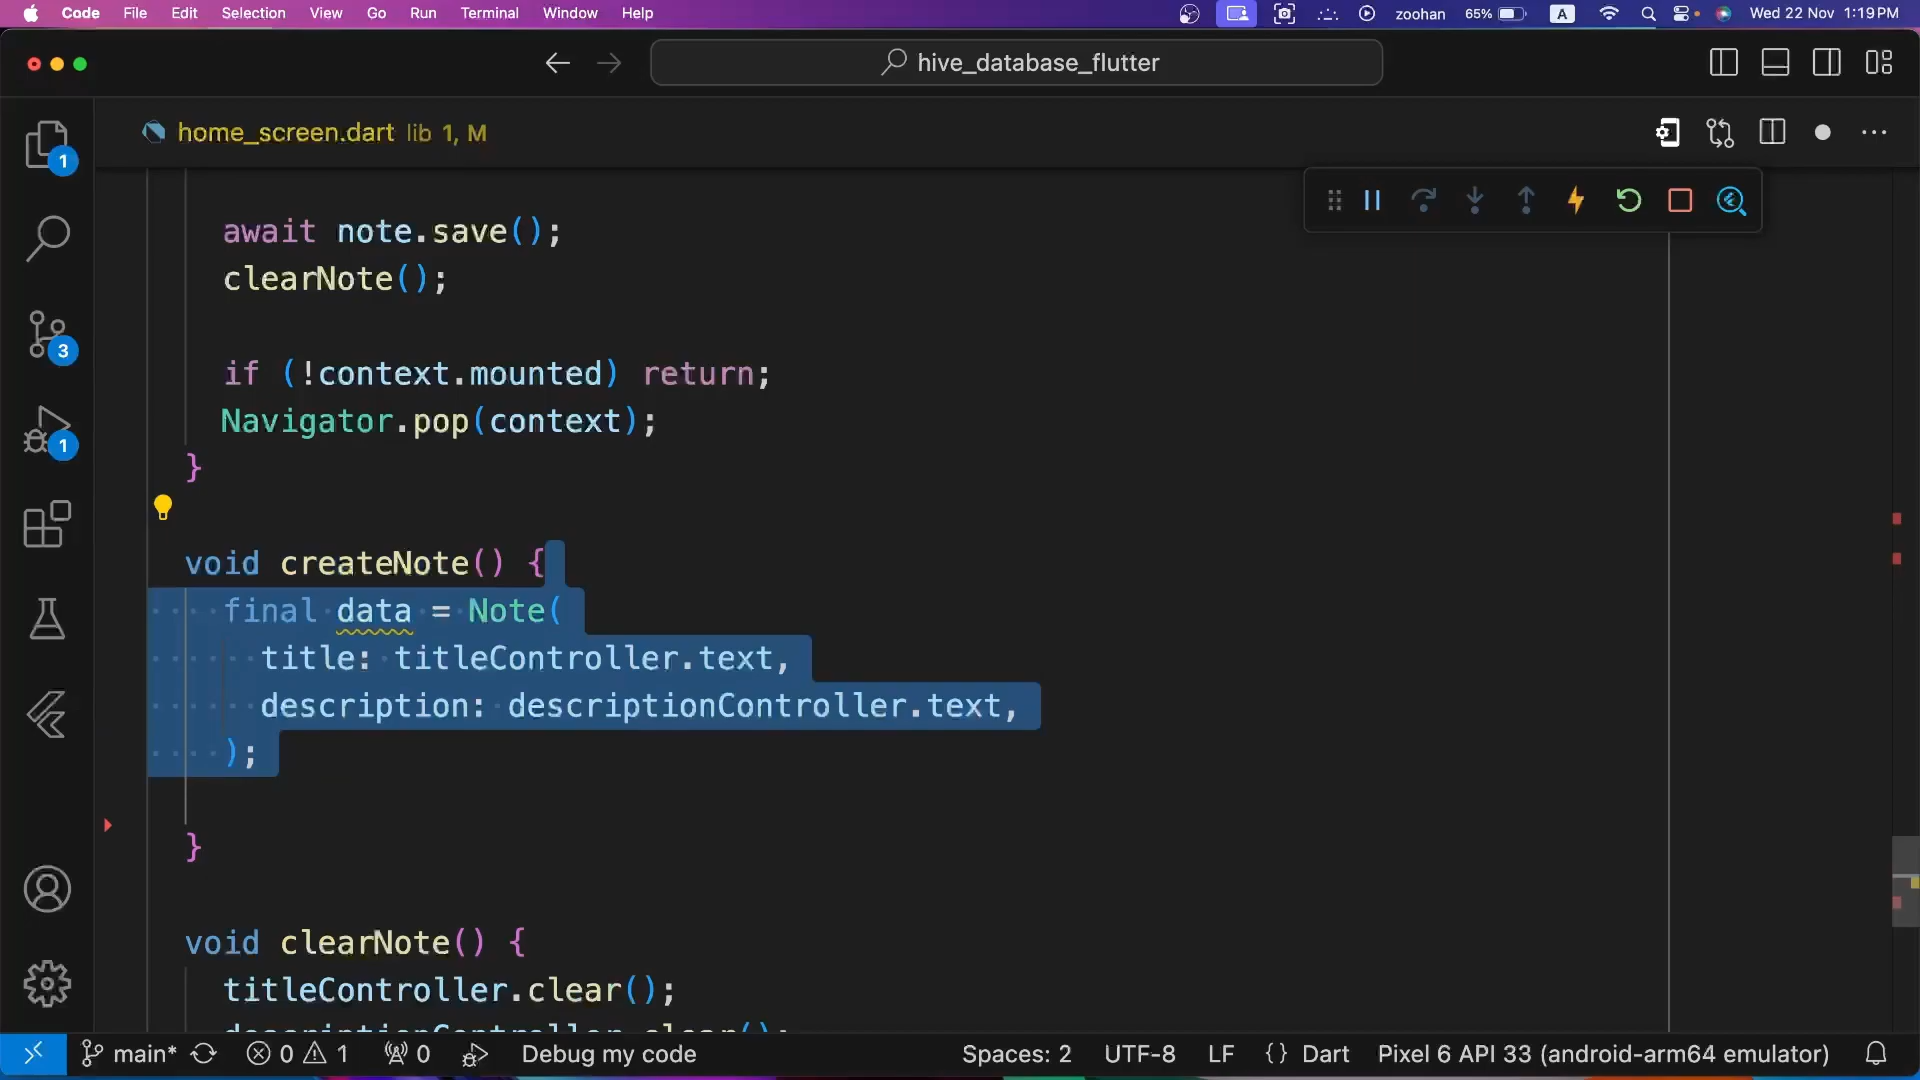 Code File Edit Selection View Go Run Terminal Window Help zoohan 65% A Wed 22 Nov 1:19 PM
hive_database_flutter
home_screen.dart lib 1, M
1
await note.save();
clearNote();
3
if (!context.mounted) return;
Navigator.pop(context);
1
}
void createNote() {
final data = Note(
title: titleController.text,
description: descriptionController.text,
);
}
void clearNote() {
titleController.clear();
descriptionController.clear();
main* 0 1 0 Debug my code Spaces: 2 UTF-8 LF {} Dart Pixel 6 API 33 (android-arm64 emulator)